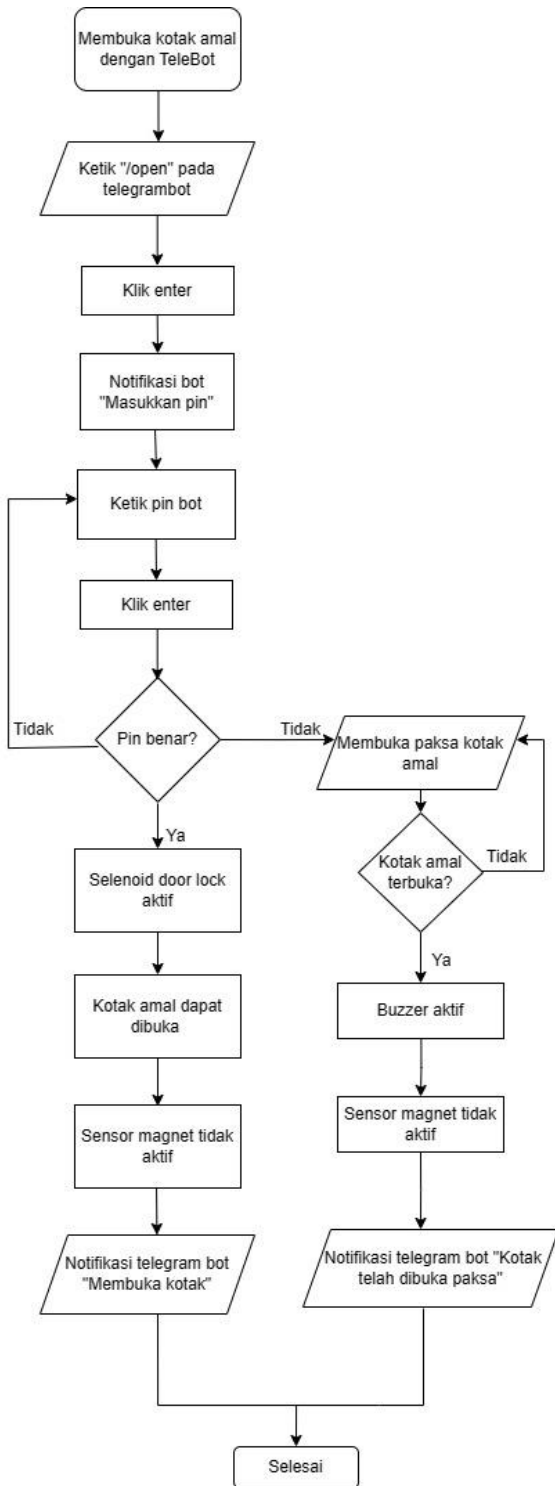 Membuka kotak amal
dengan TeleBot
Ketik "/open" pada
telegrambot
Klik enter
Notifikasi bot
"Masukkan pin"
Ketik pin bot
Klik enter
Pin benar?
Tidak
Tidak
Ya
Selenoid door lock
aktif
Kotak amal dapat
dibuka
Sensor magnet tidak
aktif
Notifikasi telegram bot
"Membuka kotak"
Membuka paksa kotak
amal
Kotak amal
terbuka?
Tidak
Ya
Buzzer aktif
Sensor magnet tidak
aktif
Notifikasi telegram bot "Kotak
telah dibuka paksa"
Selesai